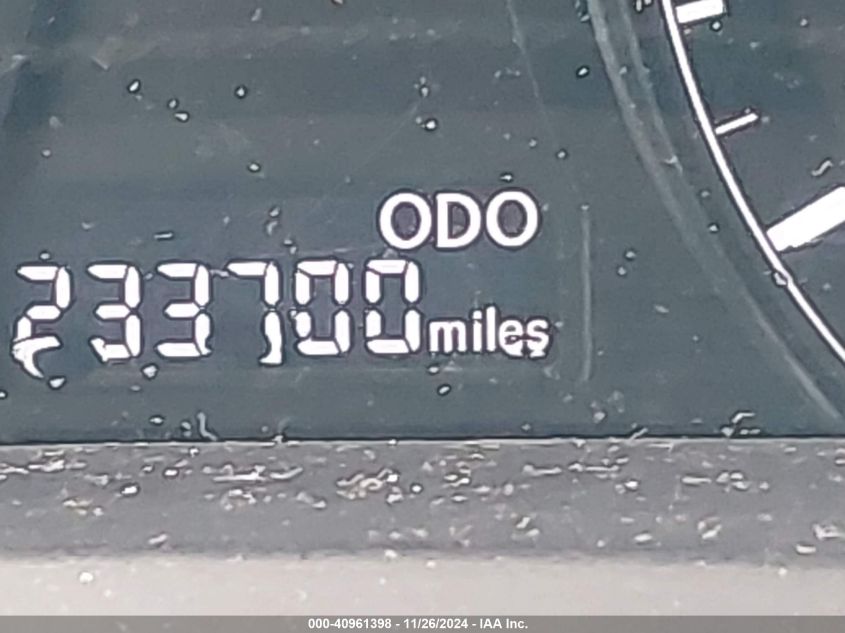 ODO
233700 miles
000-40961398 - 11/26/2024 - IAA Inc.